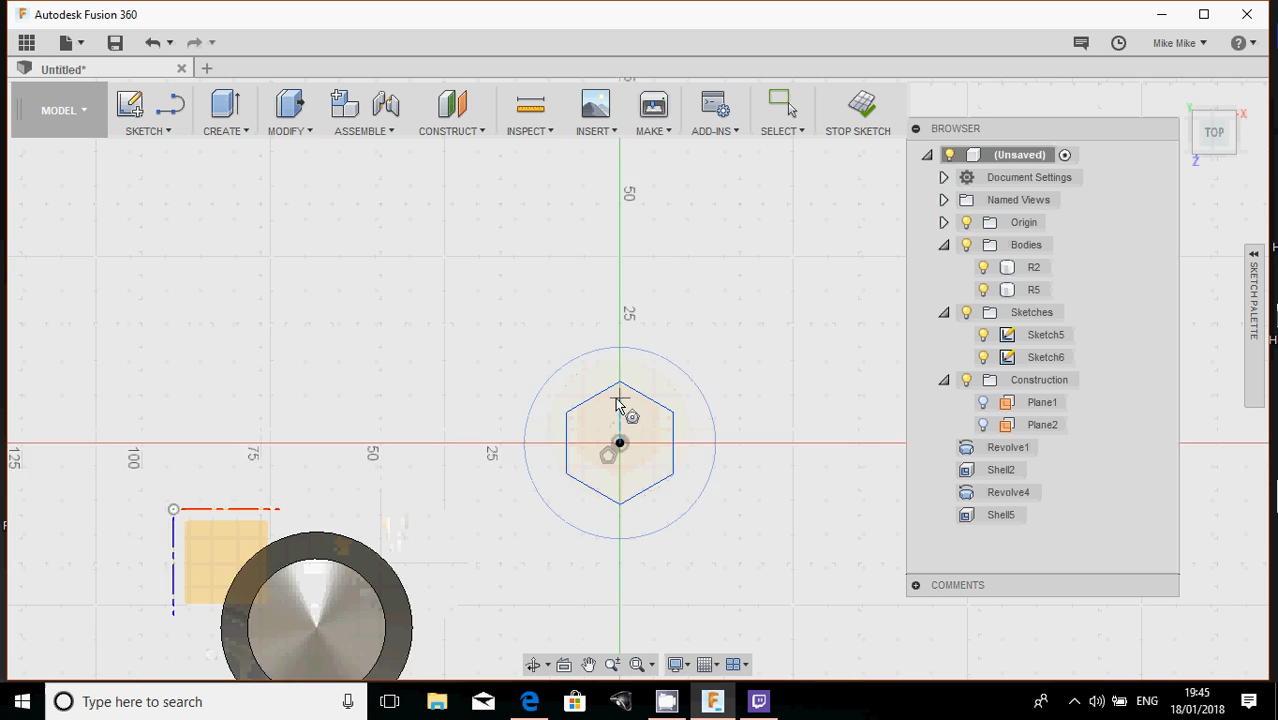 Autodesk Fusion 360
Mike Mike
Untitled*
MODEL
SKETCH
CREATE
MODIFY
ASSEMBLE
CONSTRUCT
INSPECT
INSERT
MAKE
ADD-INS
SELECT
STOP SKETCH
BROWSER
TOP
Y
X
Z
(Unsaved)
Document Settings
Named Views
Origin
Bodies
R2
R5
Sketches
Sketch5
Sketch6
Construction
Plane1
Plane2
Revolve1
Shell2
Revolve4
Shell5
COMMENTS
SKETCH PALETTE
50
25
125
100
75
50
25
Type here to search
ENG
19:45
18/01/2018